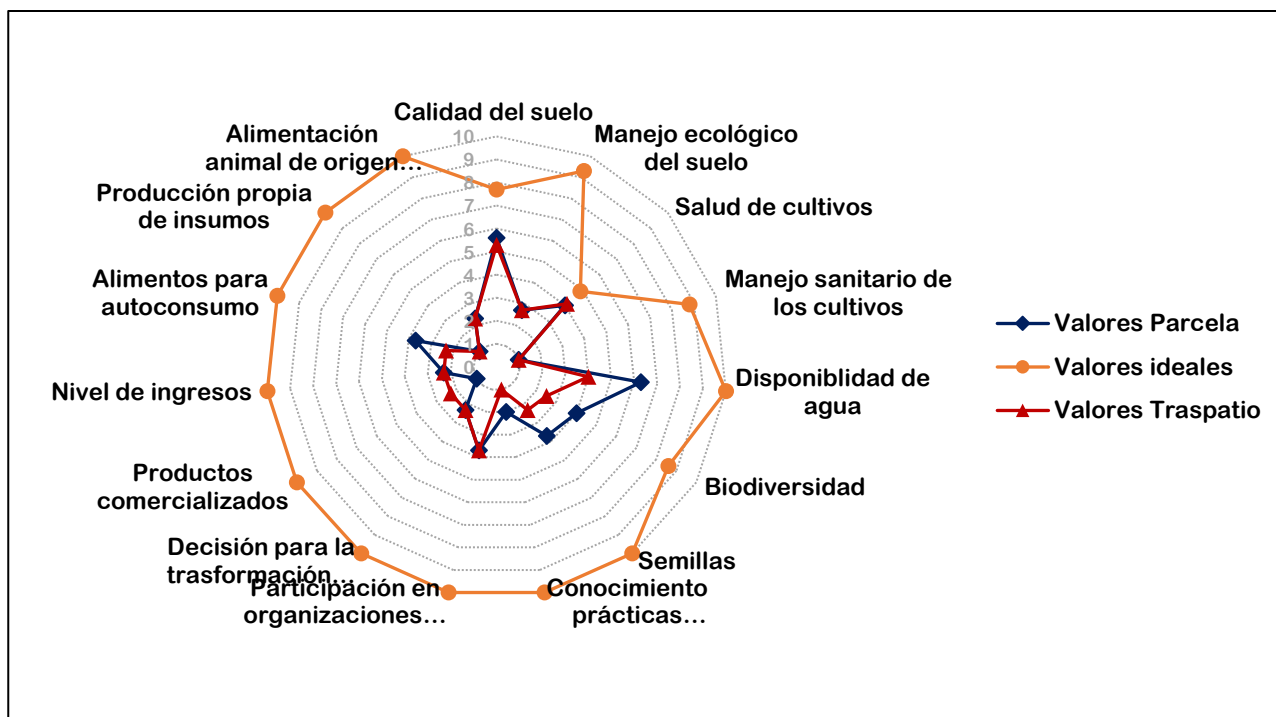 Calidad del suelo
Manejo ecológico
del suelo
Salud de cultivos
Manejo sanitario de
los cultivos
Disponiblidad de
agua
Biodiversidad
Semillas
Conocimiento
prácticas…
Participación en
organizaciones…
Decisión para la
trasformación…
Productos
comercializados
Nivel de ingresos
Alimentos para
autoconsumo
Producción propia
de insumos
Alimentación
animal de origen…
10
9
8
7
6
5
4
3
2
1
0
Valores Parcela
Valores ideales
Valores Traspatio